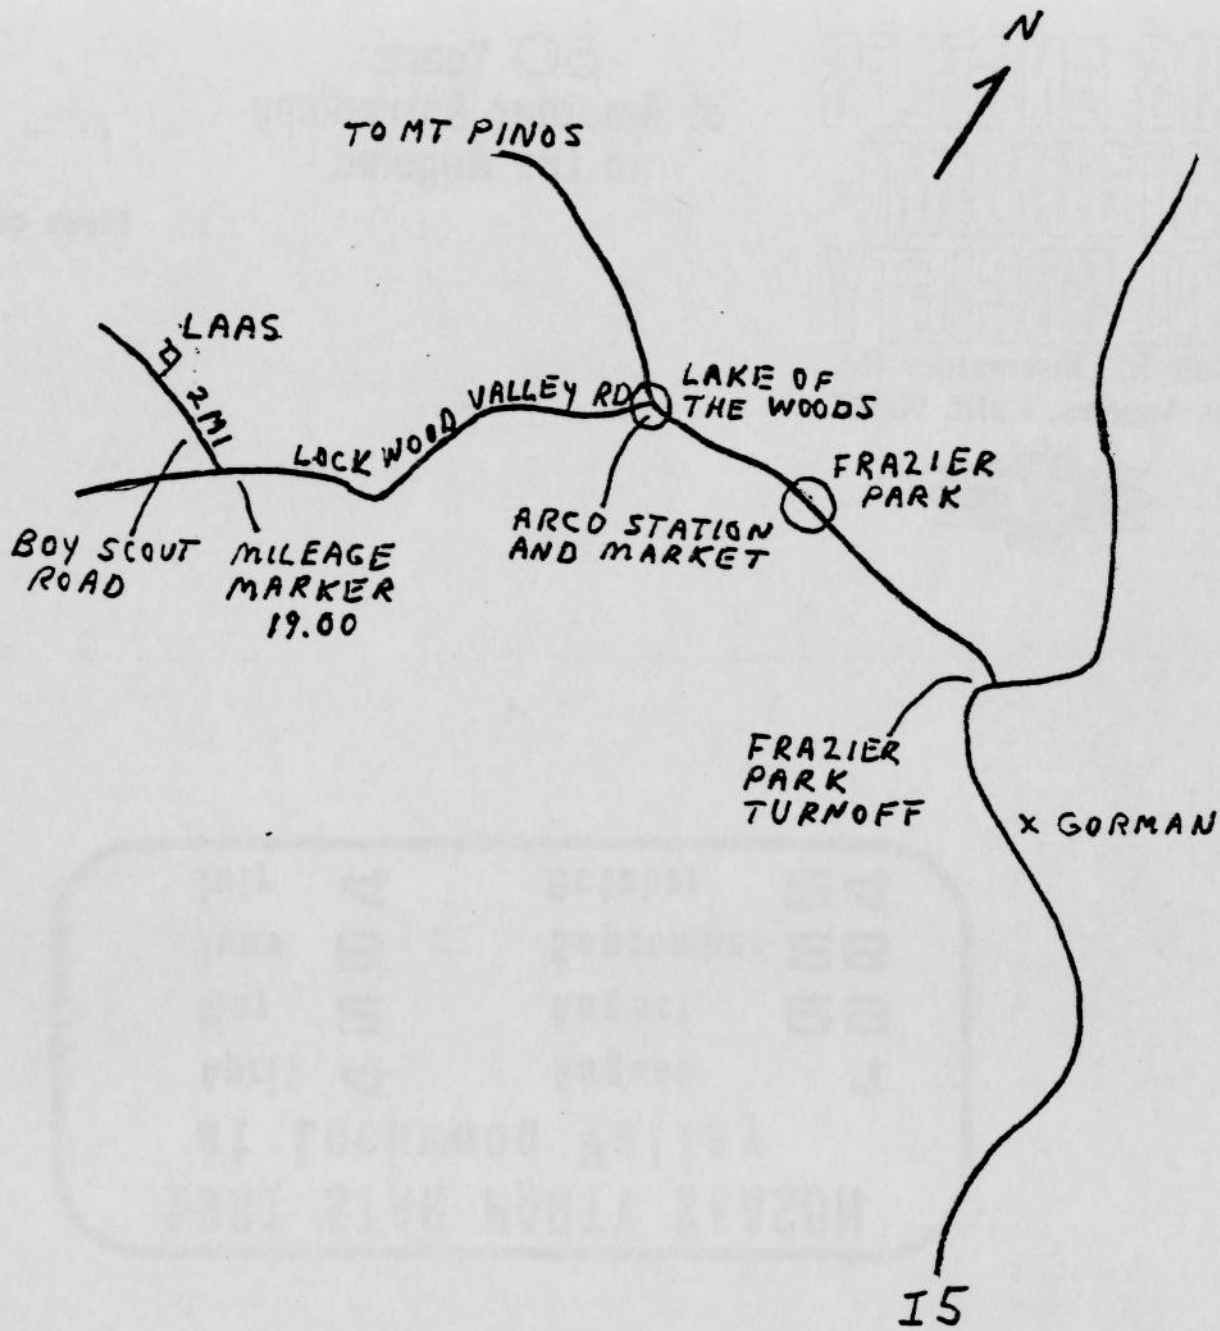 N
TO MT PINOS
LAAS
2 MI
LOCKWOOD VALLEY RD
LAKE OF
THE WOODS
FRAZIER
PARK
ARCO STATION
AND MARKET
BOY SCOUT
ROAD
MILEAGE
MARKER
19.00
FRAZIER
PARK
TURNOFF
x GORMAN
I5